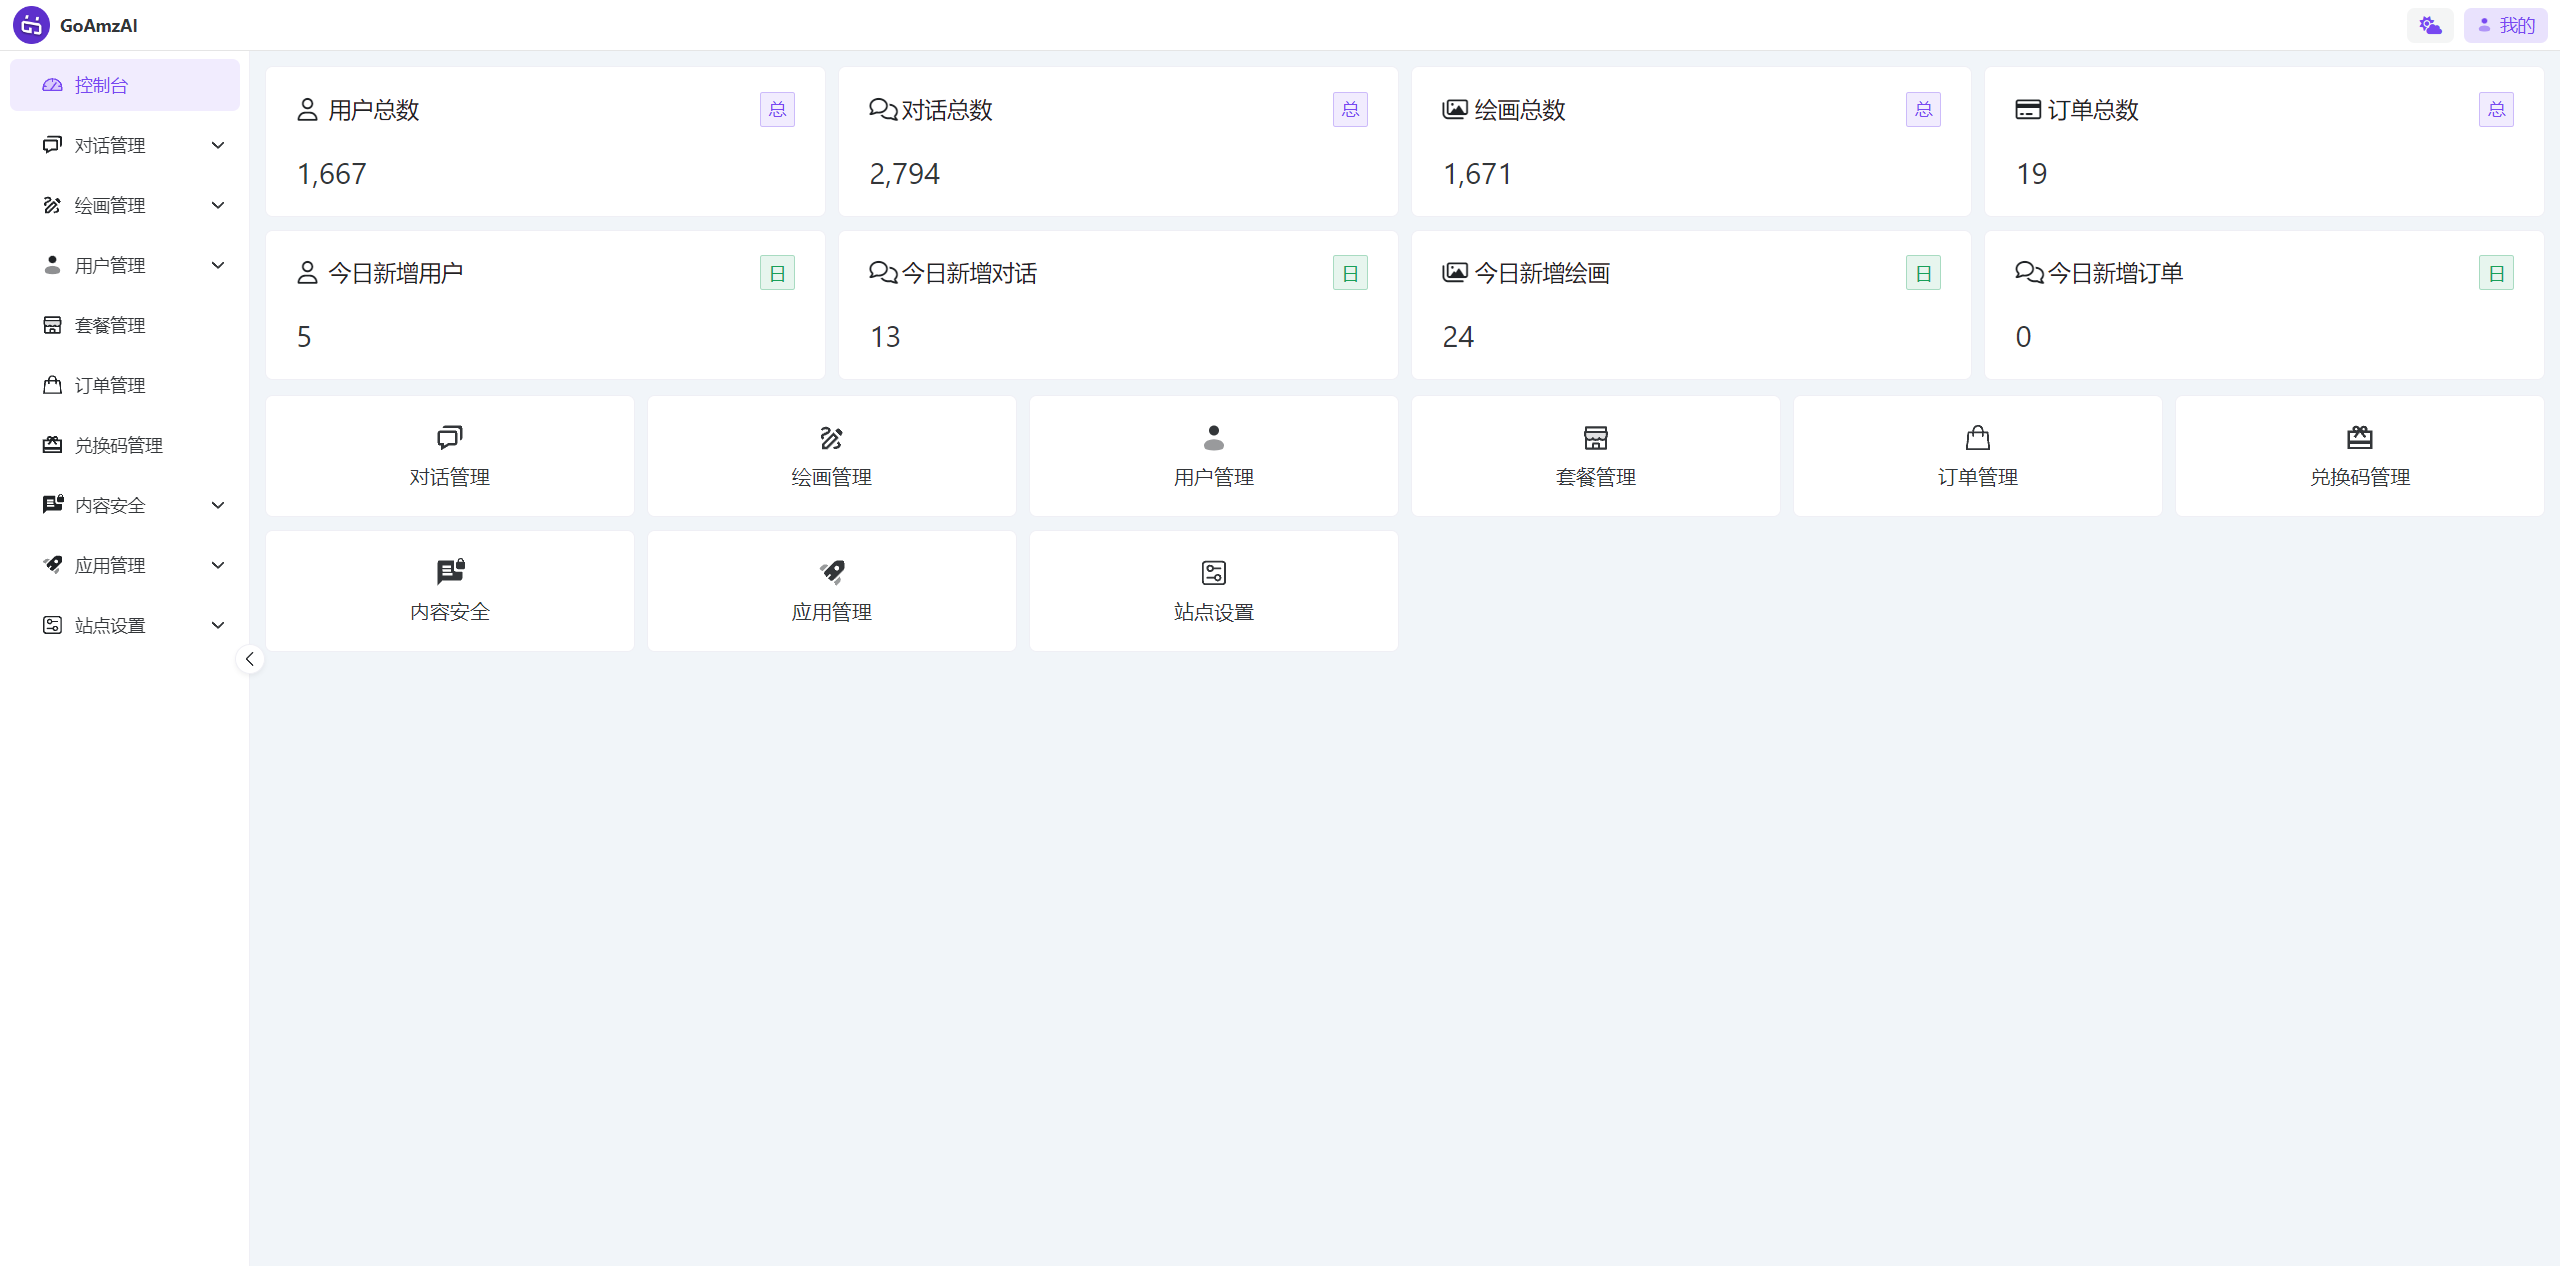 GoAmzAI
我的
控制台
对话管理
绘画管理
用户管理
套餐管理
订单管理
兑换码管理
内容安全
应用管理
站点设置
用户总数 总
1,667
对话总数 总
2,794
绘画总数 总
1,671
订单总数 总
19
今日新增用户 日
5
今日新增对话 日
13
今日新增绘画 日
24
今日新增订单 日
0
对话管理
绘画管理
用户管理
套餐管理
订单管理
兑换码管理
内容安全
应用管理
站点设置